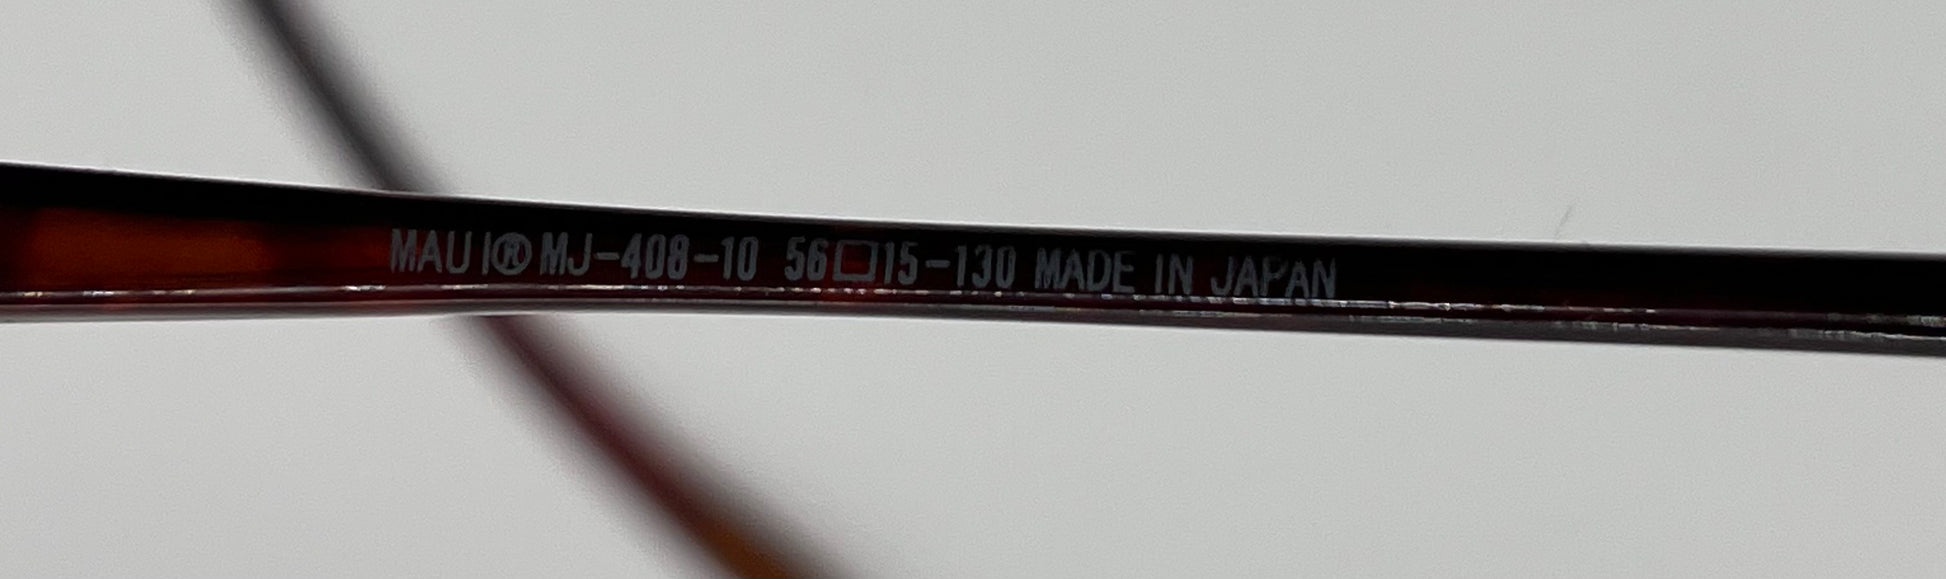 MAUI®MJ-408-10 56□15-130 MADE IN JAPAN